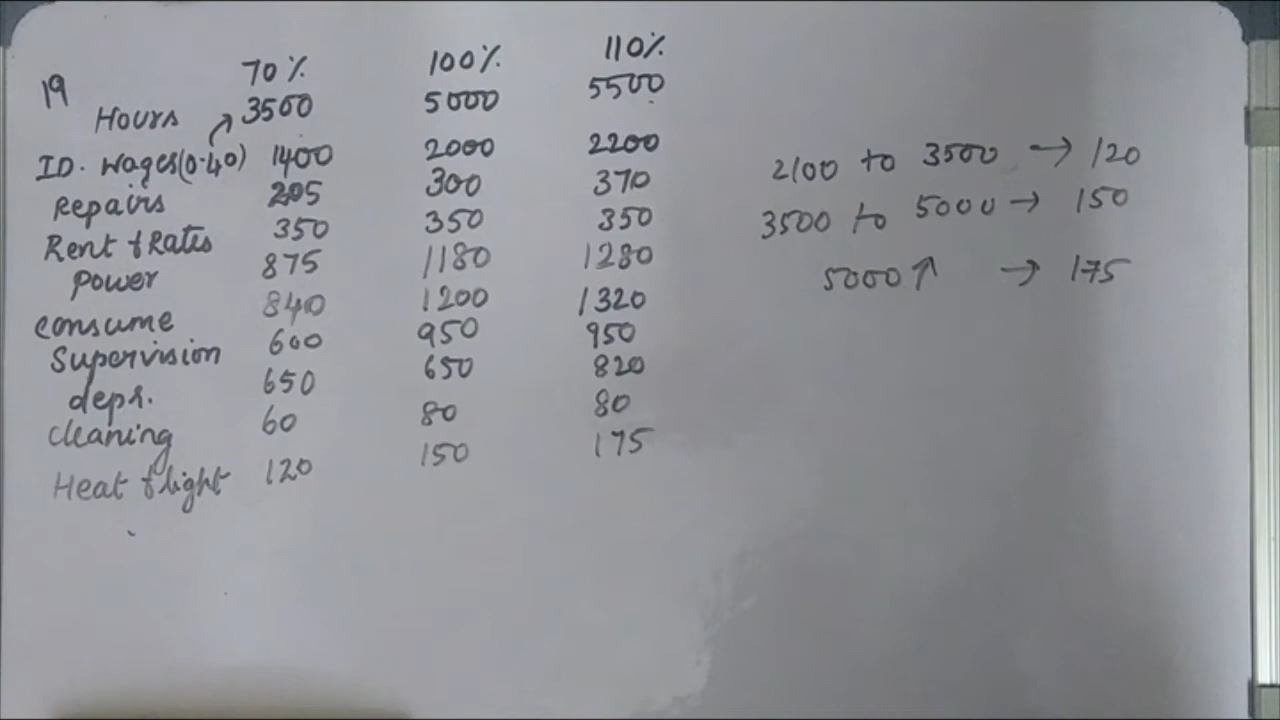 19 70% 100% 110%
Hours 3500 5000 5500
ID. Wages(0.40) 1400 2000 2200
Repairs 205 300 370
Rent & Rates 350 350 350
Power 875 1180 1280
Consume 840 1200 1320
Supervision 600 950 950
depr. 650 650 820
Cleaning 60 80 80
Heat & light 120 150 175
2100 to 3500 → 120
3500 to 5000 → 150
5000↑ → 175